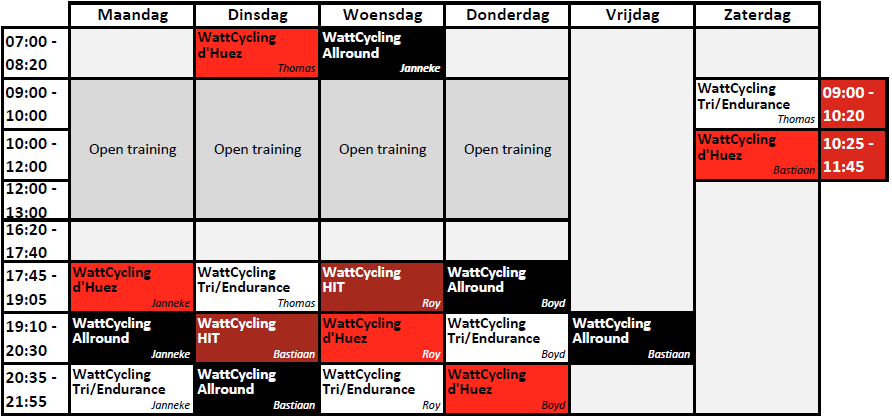 Maandag Dinsdag Woensdag Donderdag Vrijdag Zaterdag
07:00 -
08:20
WattCycling
d'Huez
Thomas
WattCycling
Allround
Janneke
09:00 -
10:00
WattCycling
Tri/Endurance
Thomas
09:00 -
10:20
10:00 -
12:00
Open training
Open training
Open training
Open training
WattCycling
d'Huez
Bastiaan
10:25 -
11:45
12:00 -
13:00
16:20 -
17:40
17:45 -
19:05
WattCycling
d'Huez
Janneke
WattCycling
Tri/Endurance
Thomas
WattCycling
HIT
Roy
WattCycling
Allround
Boyd
19:10 -
20:30
WattCycling
Allround
Janneke
WattCycling
HIT
Bastiaan
WattCycling
d'Huez
Roy
WattCycling
Tri/Endurance
Boyd
WattCycling
Allround
Bastiaan
20:35 -
21:55
WattCycling
Tri/Endurance
Janneke
WattCycling
Allround
Bastiaan
WattCycling
Tri/Endurance
Roy
WattCycling
d'Huez
Boyd